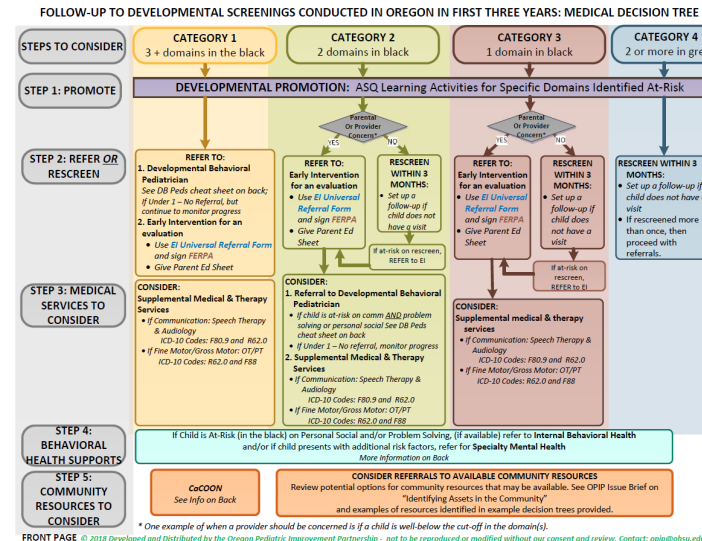 FOLLOW-UP TO DEVELOPMENTAL SCREENINGS CONDUCTED IN OREGON IN FIRST THREE YEARS: MEDICAL DECISION TREE
STEPS TO CONSIDER
CATEGORY 1
3 + domains in the black
CATEGORY 2
2 domains in black
CATEGORY 3
1 domain in black
CATEGORY 4
2 or more in gre
STEP 1: PROMOTE
DEVELOPMENTAL PROMOTION: ASQ Learning Activities for Specific Domains Identified At-Risk
Parental
Or Provider
Concern*
YES
NO
Parental
Or Provider
Concern*
YES
NO
STEP 2: REFER OR
RESCREEN
REFER TO:
1. Developmental Behavioral
Pediatrician
See DB Peds cheat sheet on back;
If Under 1 – No Referral, but
continue to monitor progress
2. Early Intervention for an
evaluation
• Use EI Universal Referral Form
and sign FERPA
• Give Parent Ed Sheet
REFER TO:
Early Intervention
for an evaluation
• Use EI Universal
Referral Form
and sign FERPA
• Give Parent Ed
Sheet
RESCREEN
WITHIN 3
MONTHS:
• Set up a
follow-up if
child does not
have a visit
If at-risk on rescreen,
REFER to EI
REFER TO:
Early Intervention
for an evaluation
• Use EI Universal
Referral Form
and sign FERPA
• Give Parent Ed
Sheet
RESCREEN
WITHIN 3
MONTHS:
• Set up a
follow-up if
child does
not have a
visit
If at-risk on
rescreen,
REFER to EI
RESCREEN WITHIN 3
MONTHS:
• Set up a follow-up if
child does not have
visit
• If rescreened more
than once, then
proceed with
referrals.
STEP 3: MEDICAL
SERVICES TO
CONSIDER
CONSIDER:
Supplemental Medical & Therapy
Services
• If Communication: Speech Therapy
& Audiology
ICD-10 Codes: F80.9 and R62.0
• If Fine Motor/Gross Motor: OT/PT
ICD-10 Codes: R62.0 and F88
CONSIDER:
1. Referral to Developmental Behavioral
Pediatrician
• If child is at-risk on comm AND problem
solving or personal social See DB Peds
cheat sheet on back
• If Under 1 – No referral, monitor progress
2. Supplemental Medical & Therapy
Services
• If Communication: Speech Therapy &
Audiology
ICD-10 Codes: F80.9 and R62.0
• If Fine Motor/Gross Motor: OT/PT
ICD-10 Codes: R62.0 and F88
CONSIDER:
Supplemental medical & therapy
services
• If Communication: Speech Therapy &
Audiology
ICD-10 Codes: F80.9 and R62.0
• If Fine Motor/Gross Motor: OT/PT
ICD-10 Codes: R62.0 and F88
STEP 4:
BEHAVIORAL
HEALTH SUPPORTS
If Child is At-Risk (in the black) on Personal Social and/or Problem Solving, (if available) refer to Internal Behavioral Health
and/or if child presents with additional risk factors, refer for Specialty Mental Health
More Information on Back
STEP 5:
COMMUNITY
RESOURCES TO
CONSIDER
CaCOON
See Info on Back
CONSIDER REFERRALS TO AVAILABLE COMMUNITY RESOURCES
Review potential options for community resources that may be available. See OPIP Issue Brief on
"Identifying Assets in the Community"
and examples of resources identified in example decision trees provided.
* One example of when a provider should be concerned is if a child is well-below the cut-off in the domain(s).
FRONT PAGE © 2018 Developed and Distributed by the Oregon Pediatric Improvement Partnership - not to be reproduced or modified without our consent and review. Contact: opip@ohsu.ed